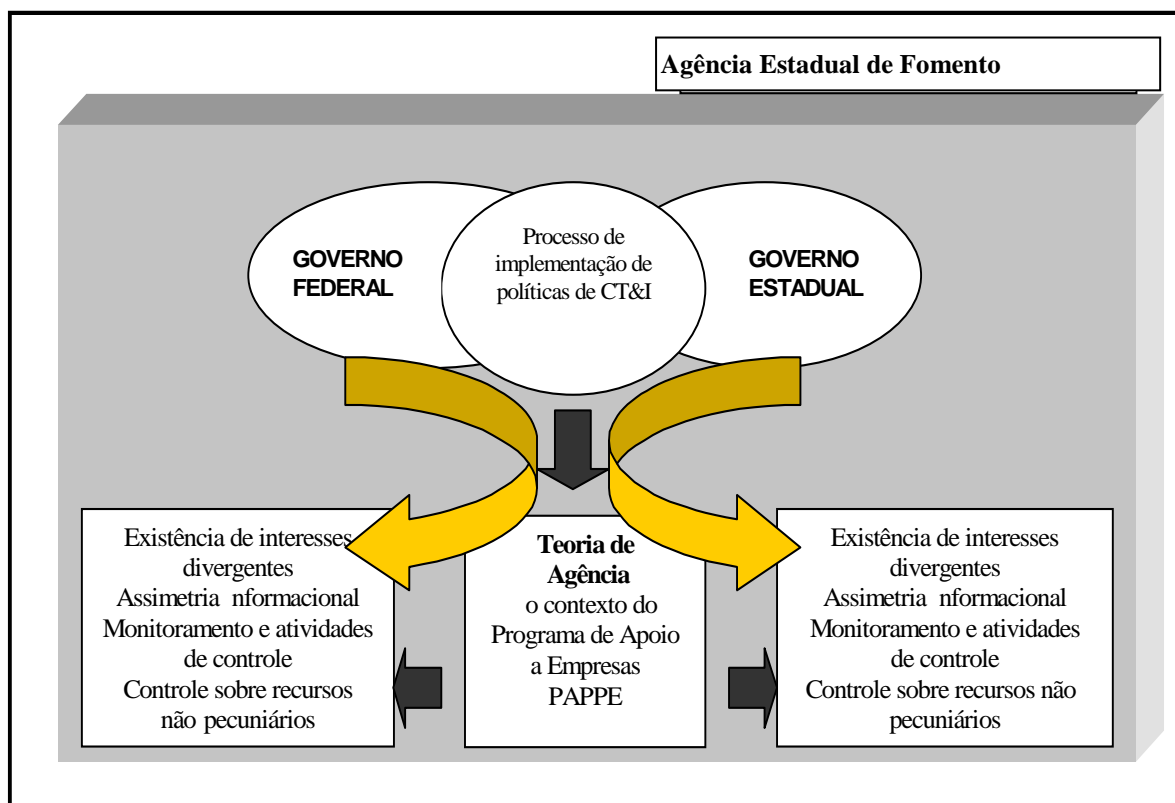 Agência Estadual de Fomento
GOVERNO
FEDERAL
Processo de
implementação de
políticas de CT&I
GOVERNO
ESTADUAL
Existência de interesses
divergentes
Assimetria nformacional
Monitoramento e atividades
de controle
Controle sobre recursos
não pecuniários
Teoria de
Agência
o contexto do
Programa de Apoio
a Empresas
PAPPE
Existência de interesses
divergentes
Assimetria nformacional
Monitoramento e atividades
de controle
Controle sobre recursos não
pecuniários